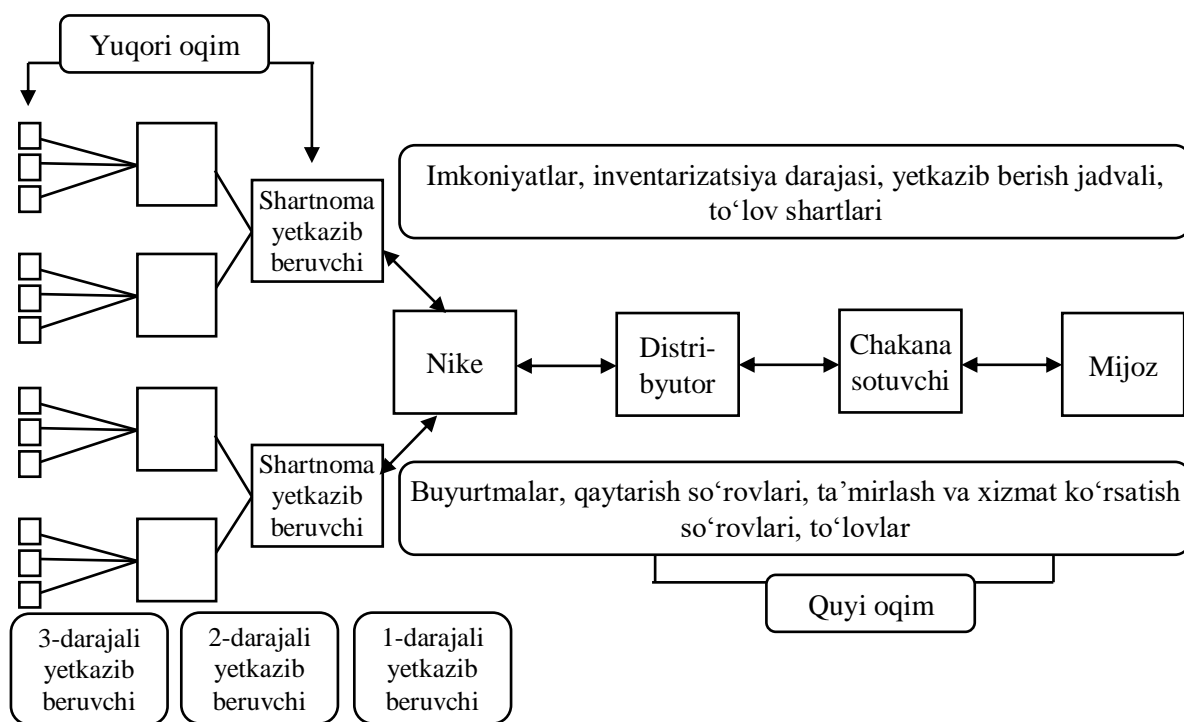 Yuqori oqim
Imkoniyatlar, inventarizatsiya darajasi, yetkazib berish jadvali,
to‘lov shartlari
Shartnoma
yetkazib
beruvchi
Nike
Distri-
byutor
Chakana
sotuvchi
Mijoz
Shartnoma
yetkazib
beruvchi
Buyurtmalar, qaytarish so‘rovlari, ta’mirlash va xizmat ko‘rsatish
so‘rovlari, to‘lovlar
Quyi oqim
3-darajali
yetkazib
beruvchi
2-darajali
yetkazib
beruvchi
1-darajali
yetkazib
beruvchi